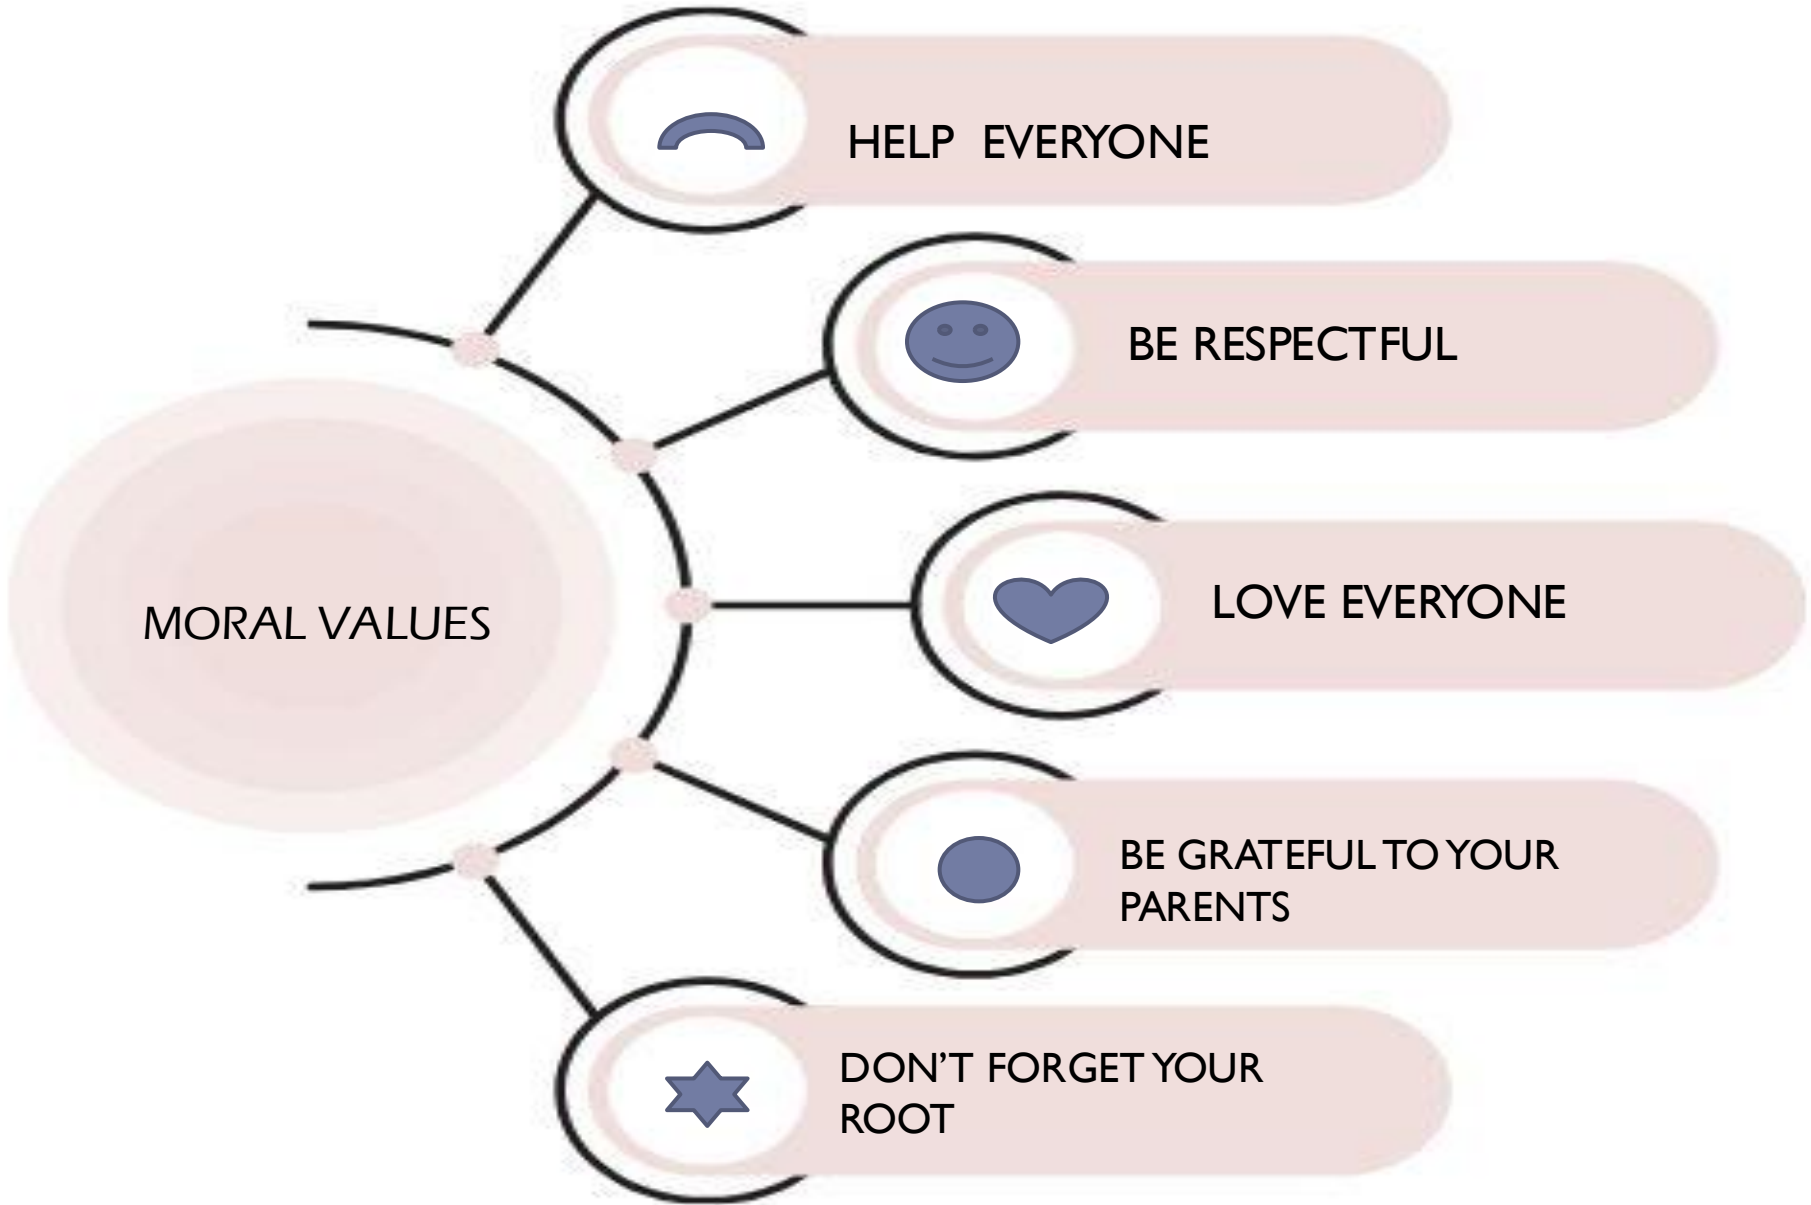 HELP EVERYONE
BE RESPECTFUL
LOVE EVERYONE
MORAL VALUES
BE GRATEFUL TO YOUR
PARENTS
DON'T FORGET YOUR
ROOT